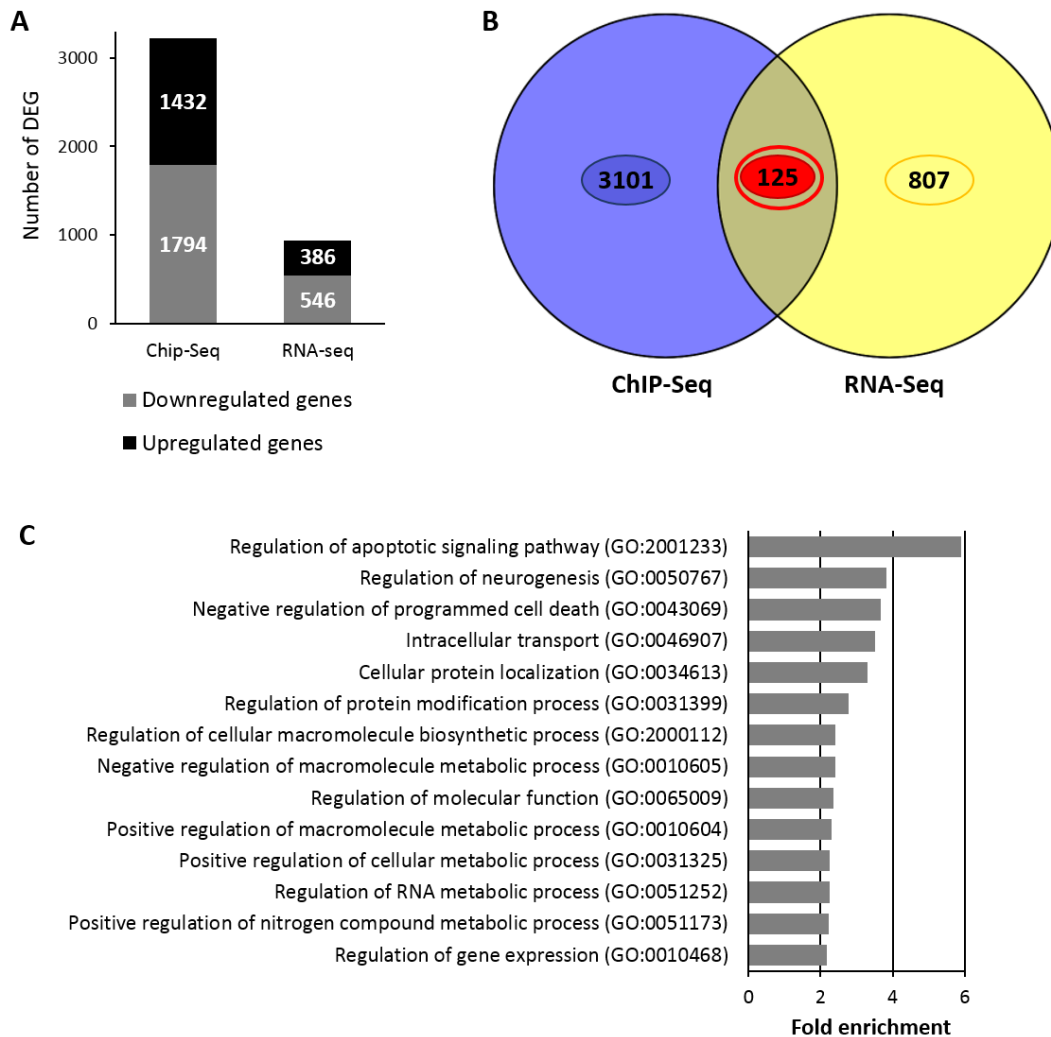 A
Number of DEG
3000
2000
1000
0
1432
1794
386
546
Chip-Seq
RNA-seq
Downregulated genes
Upregulated genes
B
3101
125
807
ChIP-Seq
RNA-Seq
C
Regulation of apoptotic signaling pathway (GO:2001233)
Regulation of neurogenesis (GO:0050767)
Negative regulation of programmed cell death (GO:0043069)
Intracellular transport (GO:0046907)
Cellular protein localization (GO:0034613)
Regulation of protein modification process (GO:0031399)
Regulation of cellular macromolecule biosynthetic process (GO:2000112)
Negative regulation of macromolecule metabolic process (GO:0010605)
Regulation of molecular function (GO:0065009)
Positive regulation of macromolecule metabolic process (GO:0010604)
Positive regulation of cellular metabolic process (GO:0031325)
Regulation of RNA metabolic process (GO:0051252)
Positive regulation of nitrogen compound metabolic process (GO:0051173)
Regulation of gene expression (GO:0010468)
0 2 4 6
Fold enrichment